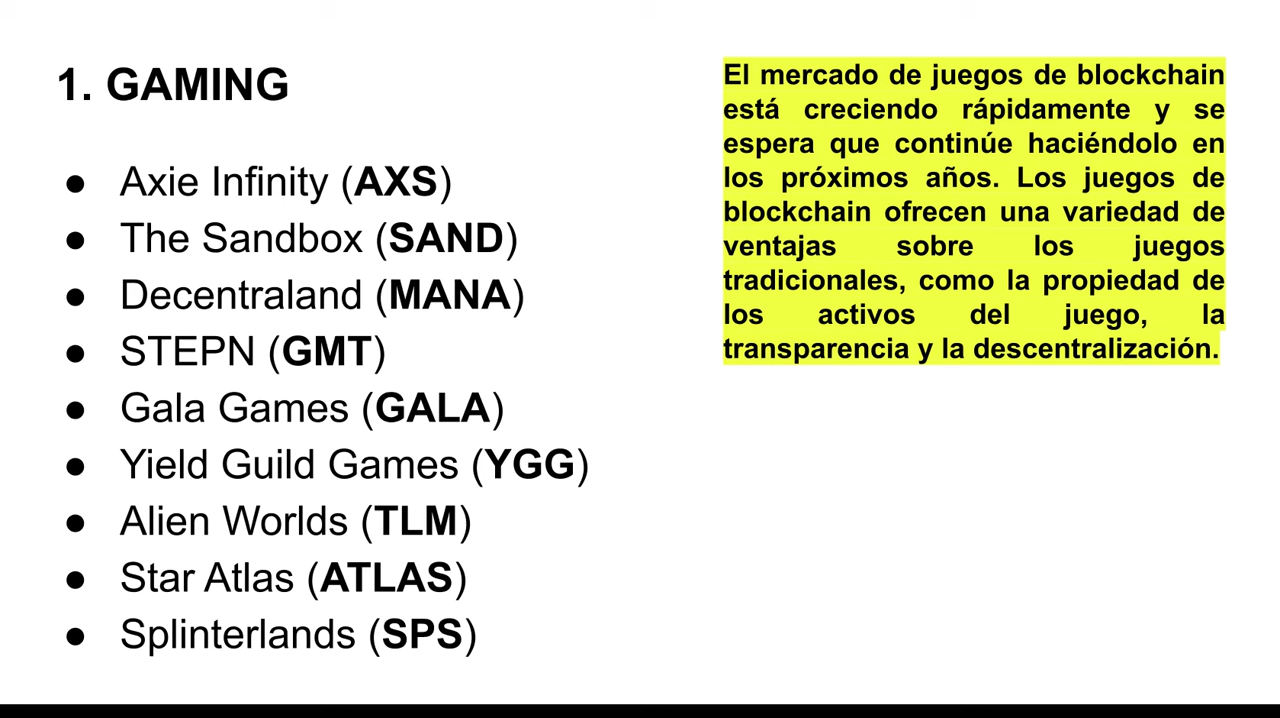 1. GAMING
● Axie Infinity (AXS)
● The Sandbox (SAND)
● Decentraland (MANA)
● STEPN (GMT)
● Gala Games (GALA)
● Yield Guild Games (YGG)
● Alien Worlds (TLM)
● Star Atlas (ATLAS)
● Splinterlands (SPS)
El mercado de juegos de blockchain
está creciendo rápidamente y se
espera que continúe haciéndolo en
los próximos años. Los juegos de
blockchain ofrecen una variedad de
ventajas sobre los juegos
tradicionales, como la propiedad de
los activos del juego, la
transparencia y la descentralización.